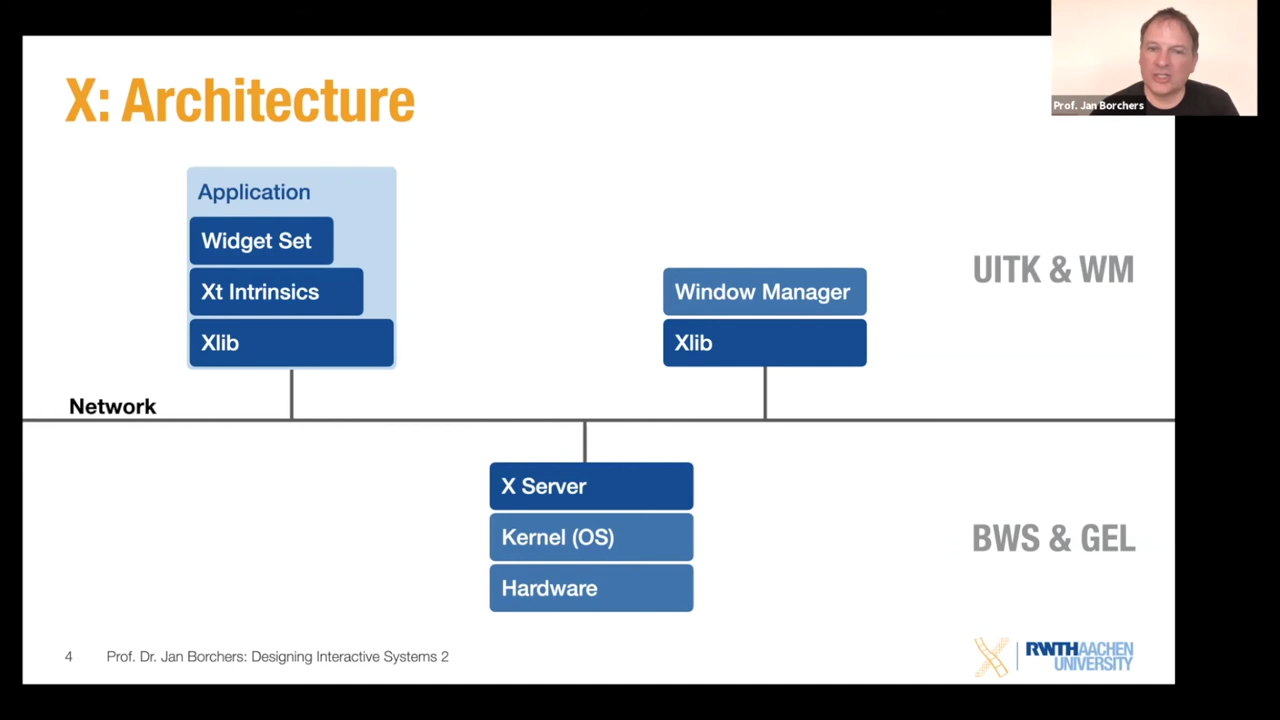 X: Architecture
Prof. Jan Borchers
Application
Widget Set
Xt Intrinsics
Xlib
Window Manager
Xlib
UITK & WM
Network
X Server
Kernel (OS)
Hardware
BWS & GEL
4 Prof. Dr. Jan Borchers: Designing Interactive Systems 2
RWTHAACHEN
UNIVERSITY